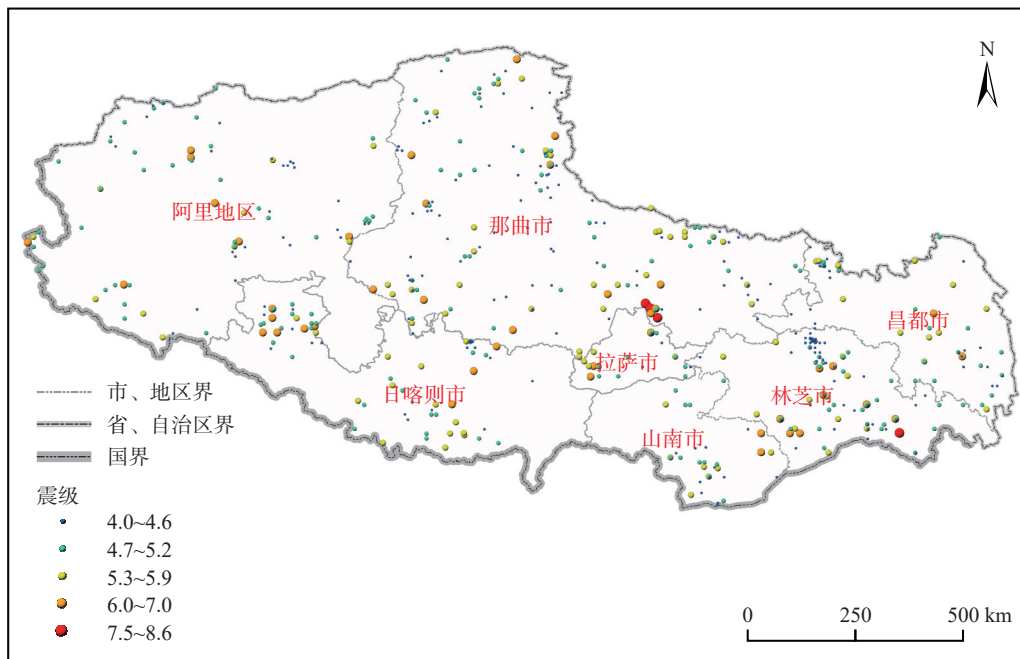 N
阿里地区
那曲市
昌都市
拉萨市
日喀则市
林芝市
山南市
市、地区界
省、自治区界
国界
震级
4.0~4.6
4.7~5.2
5.3~5.9
6.0~7.0
7.5~8.6
0 250 500 km